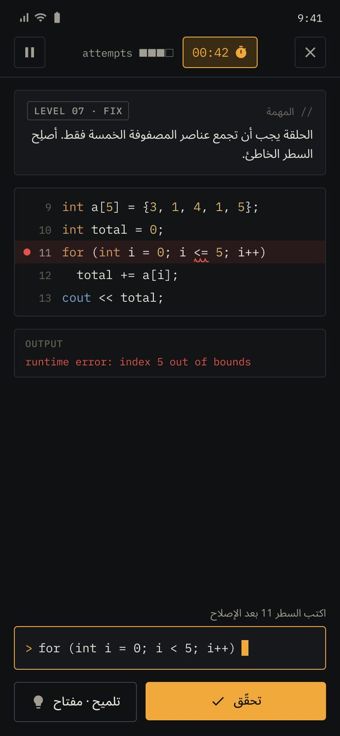 9:41
attempts
00:42
LEVEL 07 · FIX
// المهمة
الحلقة يجب أن تجمع عناصر المصفوفة الخمسة فقط. أصلِح
السطر الخاطئ.
9 int a[5] = {3, 1, 4, 1, 5};
10 int total = 0;
11 for (int i = 0; i <= 5; i++)
12 total += a[i];
13 cout << total;
OUTPUT
runtime error: index 5 out of bounds
اكتب السطر 11 بعد الإصلاح
> for (int i = 0; i < 5; i++)
تلميح · مفتاح
تحقّق